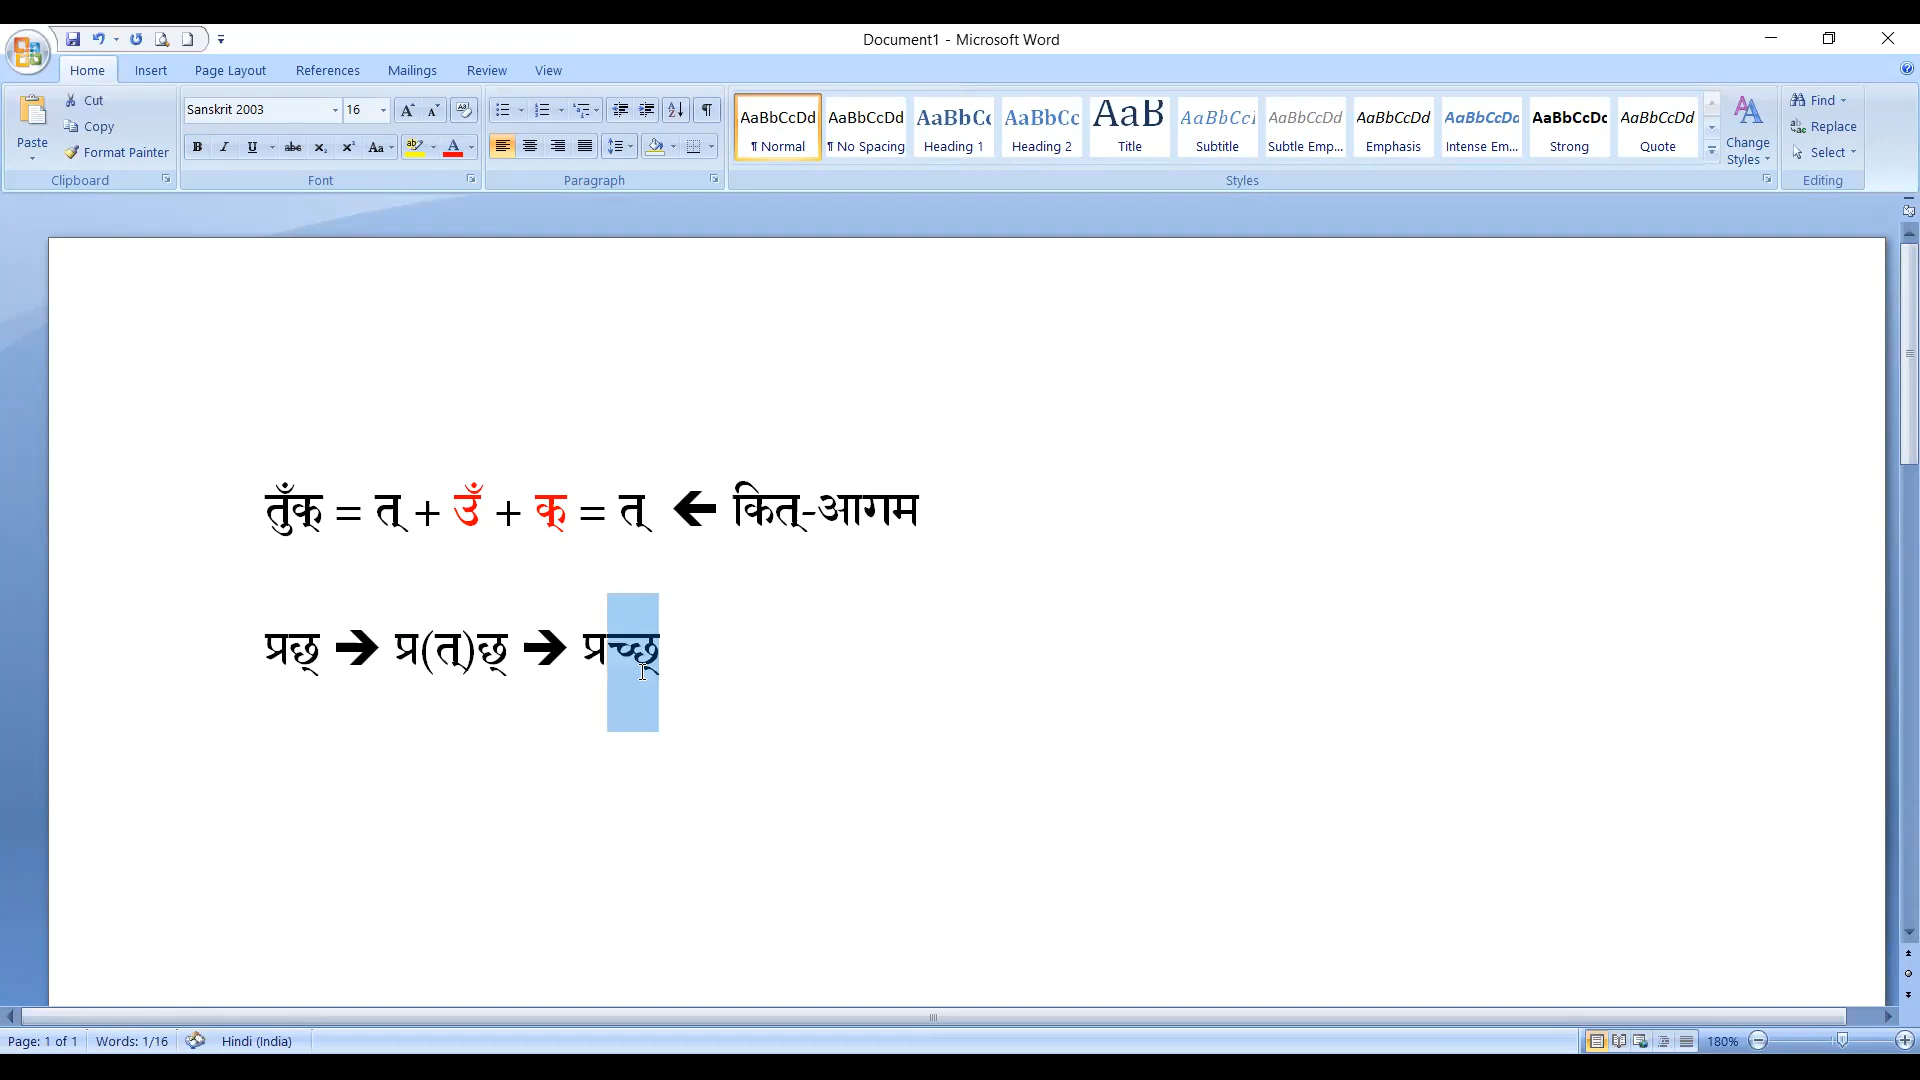 Document1 - Microsoft Word
Home Insert Page Layout References Mailings Review View
Paste
Cut
Copy
Format Painter
Clipboard
Sanskrit 2003 16
Font
Paragraph
AaBbCcDd AaBbCcDd AaBbCc AaBbCc AaB AaBbCcl AaBbCcDd AaBbCcDd AaBbCcDd AaBbCcDc AaBbCcDd
¶ Normal ¶ No Spacing Heading 1 Heading 2 Title Subtitle Subtle Emp... Emphasis Intense Em... Strong Quote
Change Styles
Styles
Find
Replace
Select
Editing
तुँक् = त् + उँ + क् = त् 🡸 कित्-आगम
प्रछ् 🡺 प्र(त्)छ् 🡺 प्रच्छ्
Page: 1 of 1 Words: 1/16 Hindi (India) 180%